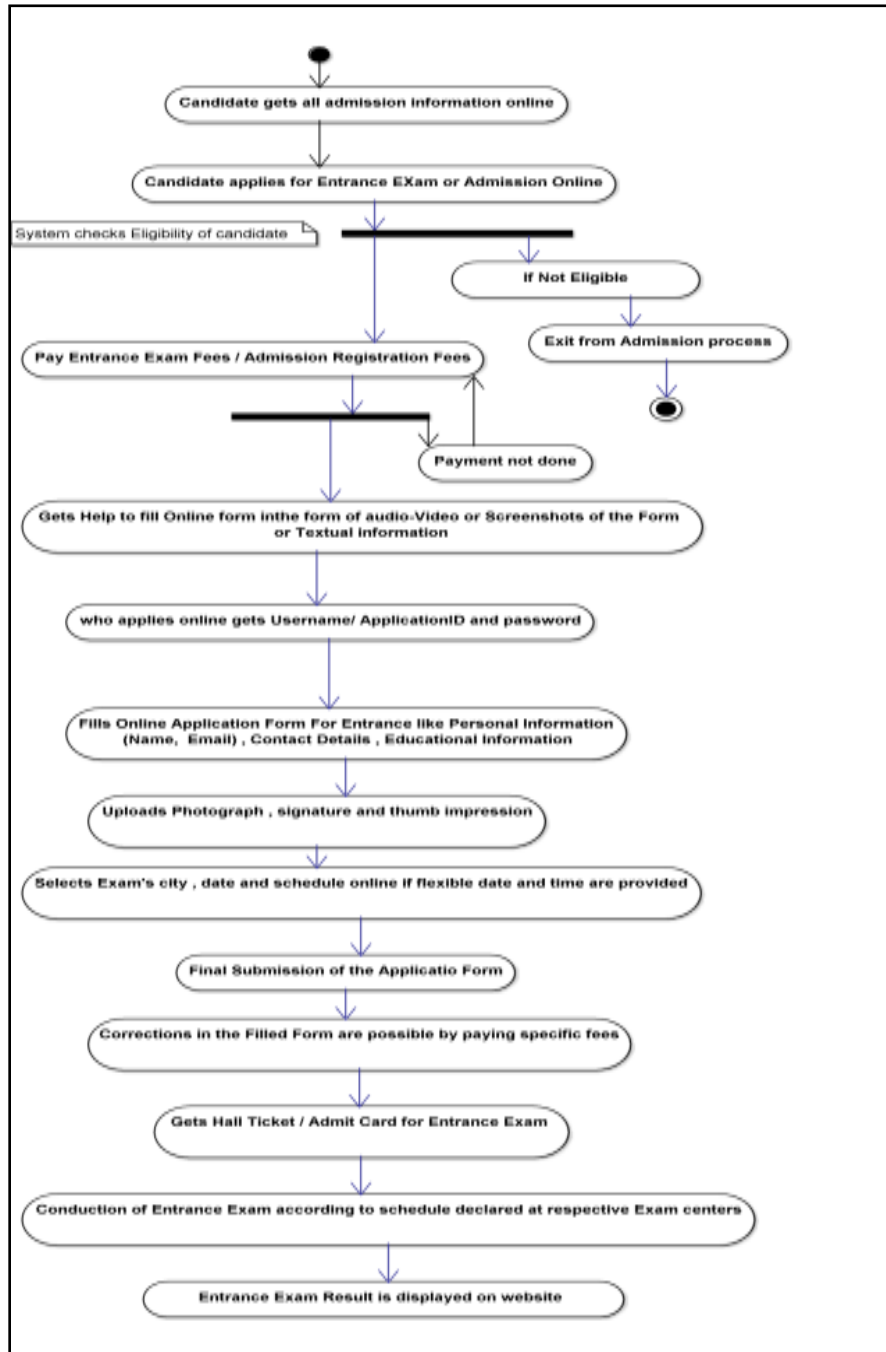 Candidate gets all admission information online
Candidate applies for Entrance EXam or Admission Online
System checks Eligibility of candidate
If Not Eligible
Pay Entrance Exam Fees / Admission Registration Fees
Exit from Admission process
Payment not done
Gets Help to fill Online form inthe form of audio-Video or Screenshots of the Form
or Textual information
who applies online gets Username/ ApplicationID and password
Fills Online Application Form For Entrance like Personal Information
(Name, Email) , Contact Details , Educational Information
Uploads Photograph , signature and thumb impression
Selects Exam's city , date and schedule online if flexible date and time are provided
Final Submission of the Applicatio Form
Corrections in the Filled Form are possible by paying specific fees
Gets Hall Ticket / Admit Card for Entrance Exam
Conduction of Entrance Exam according to schedule declared at respective Exam centers
Entrance Exam Result is displayed on website